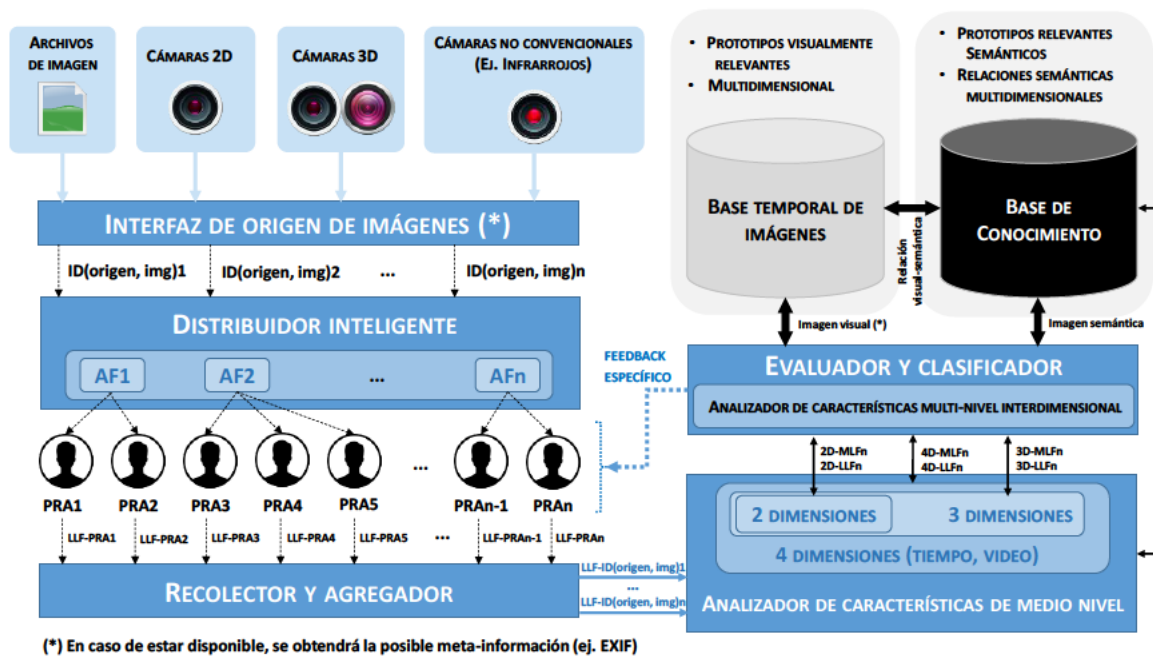 ARCHIVOS
DE IMAGEN
CÁMARAS 2D
CÁMARAS 3D
CÁMARAS NO CONVENCIONALES
(EJ. INFRARROJOS)
INTERFAZ DE ORIGEN DE IMÁGENES (*)
ID(origen, img)1
ID(origen, img)2
...
ID(origen, img)n
DISTRIBUIDOR INTELIGENTE
AF1
AF2
...
AFn
PRA1
PRA2
PRA3
PRA4
PRA5
...
PRAn-1
PRAn
LLF-PRA1
LLF-PRA2
LLF-PRA3
LLF-PRA4
LLF-PRA5
...
LLF-PRAn-1
LLF-PRAn
RECOLECTOR Y AGREGADOR
LLF-ID(origen, img)1
...
LLF-ID(origen, img)n
(*) En caso de estar disponible, se obtendrá la posible meta-información (ej. EXIF)
• PROTOTIPOS VISUALMENTE
RELEVANTES
• MULTIDIMENSIONAL
BASE TEMPORAL DE
IMÁGENES
• PROTOTIPOS RELEVANTES
SEMÁNTICOS
• RELACIONES SEMÁNTICAS
MULTIDIMENSIONALES
BASE DE
CONOCIMIENTO
Relación
visual-semántica
Imagen visual (*)
Imagen semántica
FEEDBACK
ESPECÍFICO
EVALUADOR Y CLASIFICADOR
ANALIZADOR DE CARACTERÍSTICAS MULTI-NIVEL INTERDIMENSIONAL
2D-MLFn
2D-LLFn
4D-MLFn
4D-LLFn
3D-MLFn
3D-LLFn
2 DIMENSIONES
3 DIMENSIONES
4 DIMENSIONES (TIEMPO, VIDEO)
ANALIZADOR DE CARACTERÍSTICAS DE MEDIO NIVEL